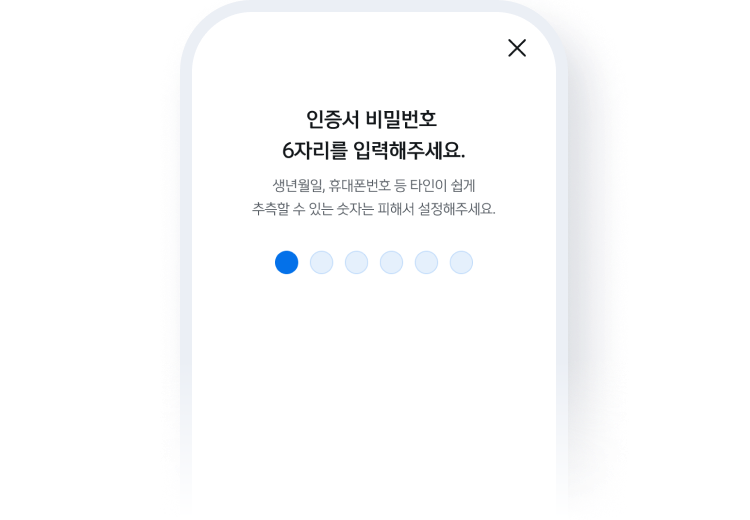 인증서 비밀번호
6자리를 입력해주세요.
생년월일, 휴대폰번호 등 타인이 쉽게
추측할 수 있는 숫자는 피해서 설정해주세요.